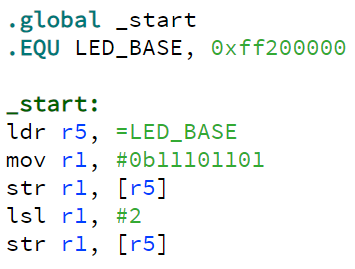 .global _start
.EQU LED_BASE, 0xff200000
_start:
ldr r5, =LED_BASE
mov r1, #0b11101101
str r1, [r5]
lsl r1, #2
str r1, [r5]